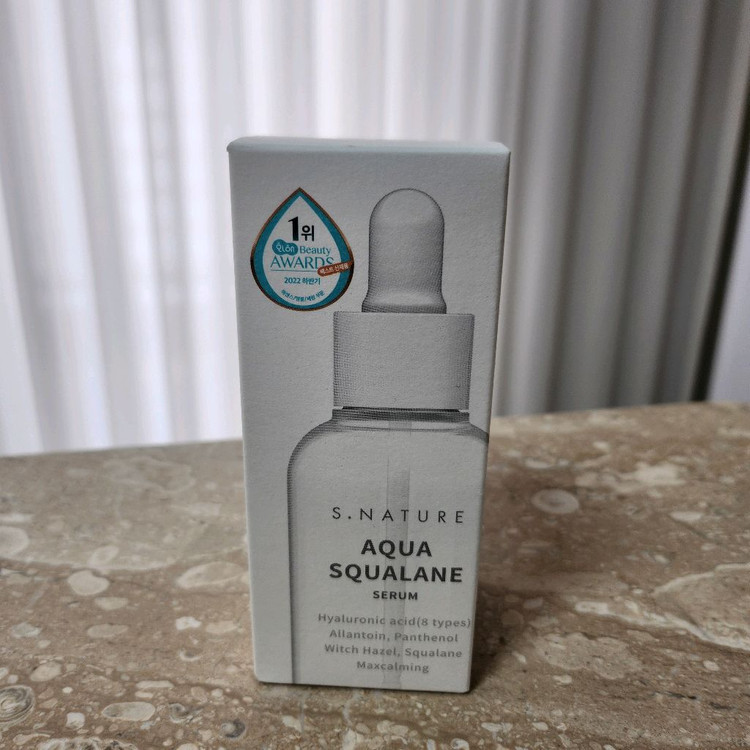 1위
Beauty
AWARDS
2022 하반기
S.NATURE
AQUA
SQUALANE
SERUM
Hyaluronic acid(8 types)
Allantoin, Panthenol
Witch Hazel, Squalane
Maxcalming